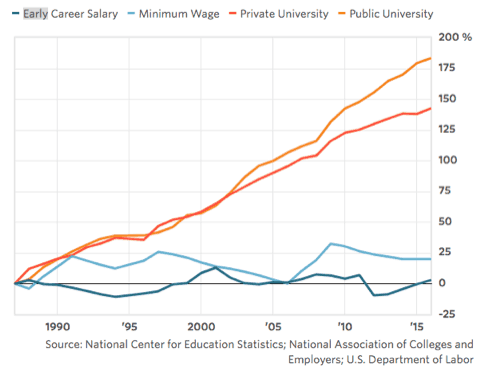 Early Career Salary Minimum Wage Private University Public University
200 %
175
150
125
100
75
50
25
0
-25
1990 '95 2000 '05 '10 '15
Source: National Center for Education Statistics; National Association of Colleges and
Employers; U.S. Department of Labor